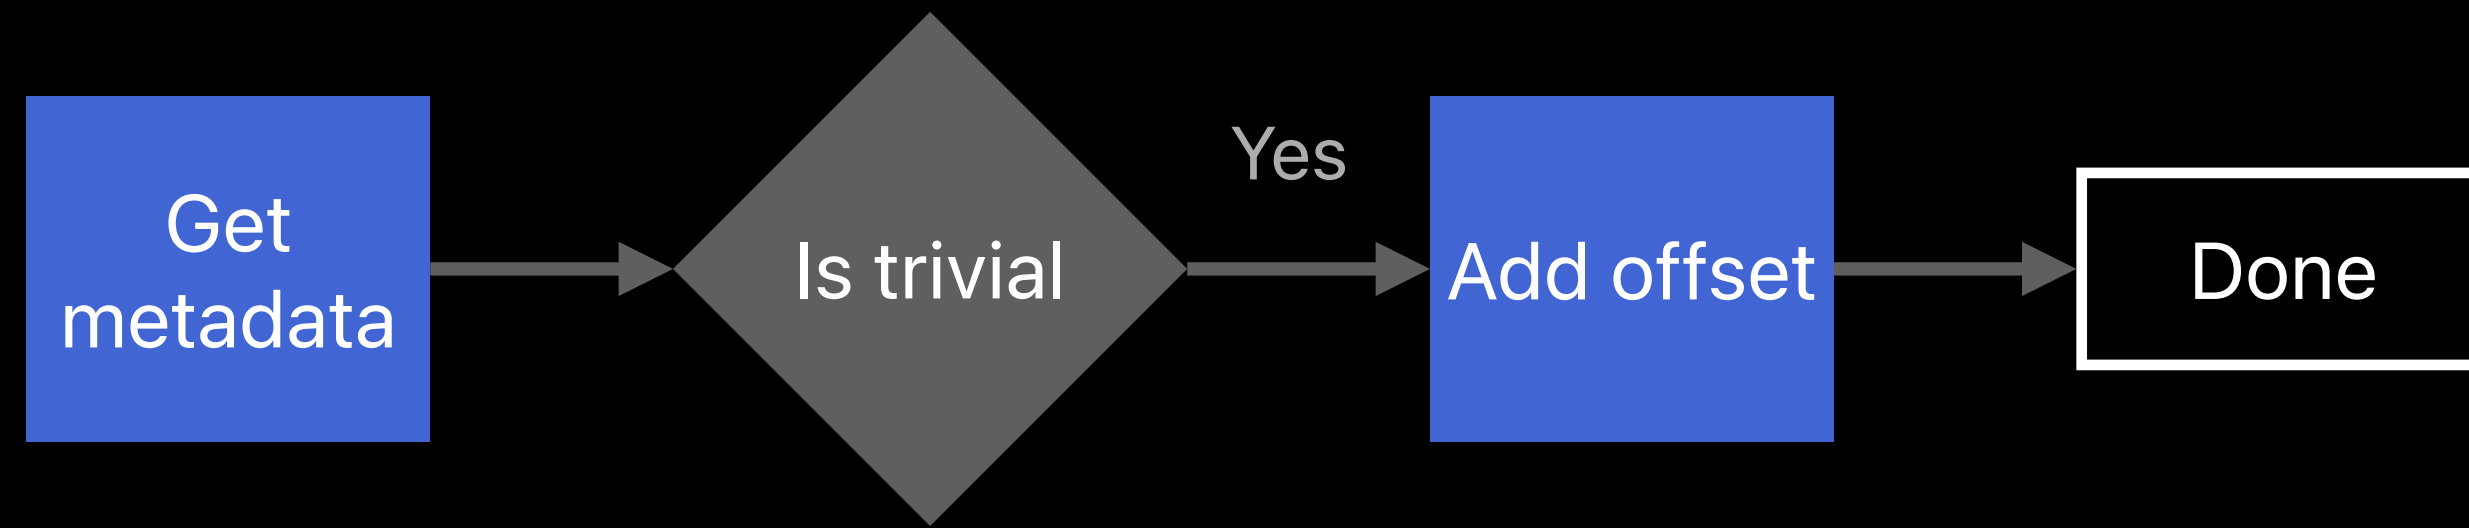 Get
metadata
Is trivial
Yes
Add offset
Done